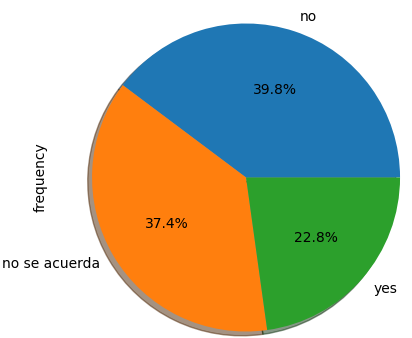 no
39.8%
frequency
37.4%
22.8%
no se acuerda
yes